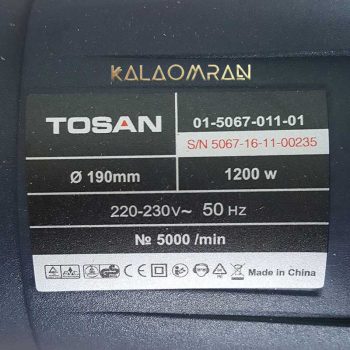 KALAOMRAN
TOSAN
01-5067-011-01
S/N 5067-16-11-00235
Ø 190mm
1200 w
220-230V~ 50 Hz
№ 5000 /min
Made in China